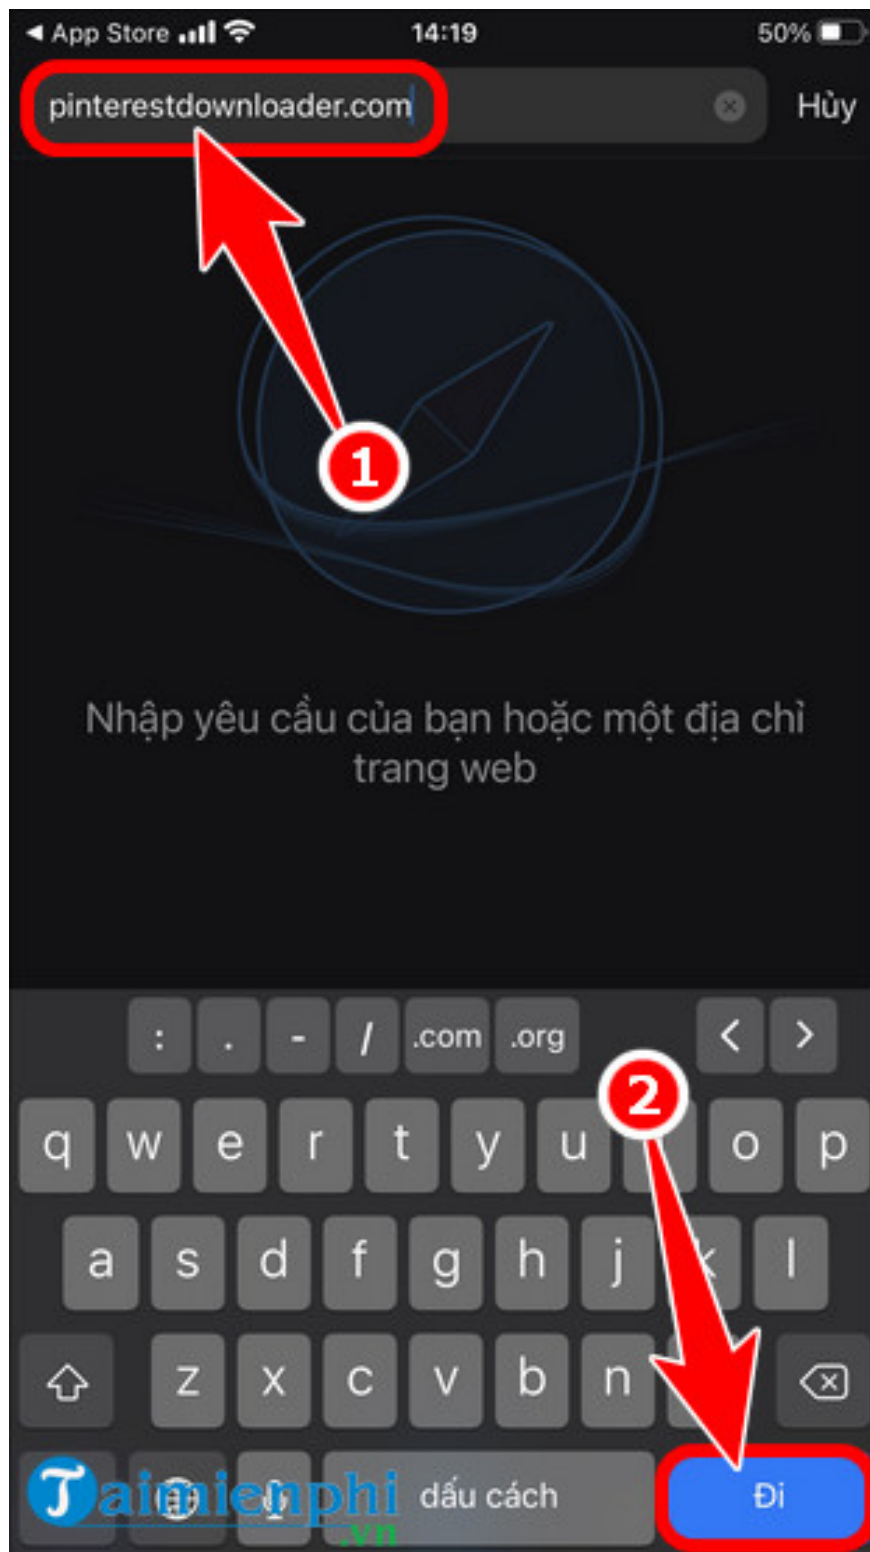 App Store 14:19 50%
pinterestdownloader.com Hủy
1
Nhập yêu cầu của bạn hoặc một địa chỉ
trang web
: . - / .com .org < >
2
q w e r t y u o p
a s d f g h j k l
z x c v b n
Taimienphi dấu cách Đi
.vn